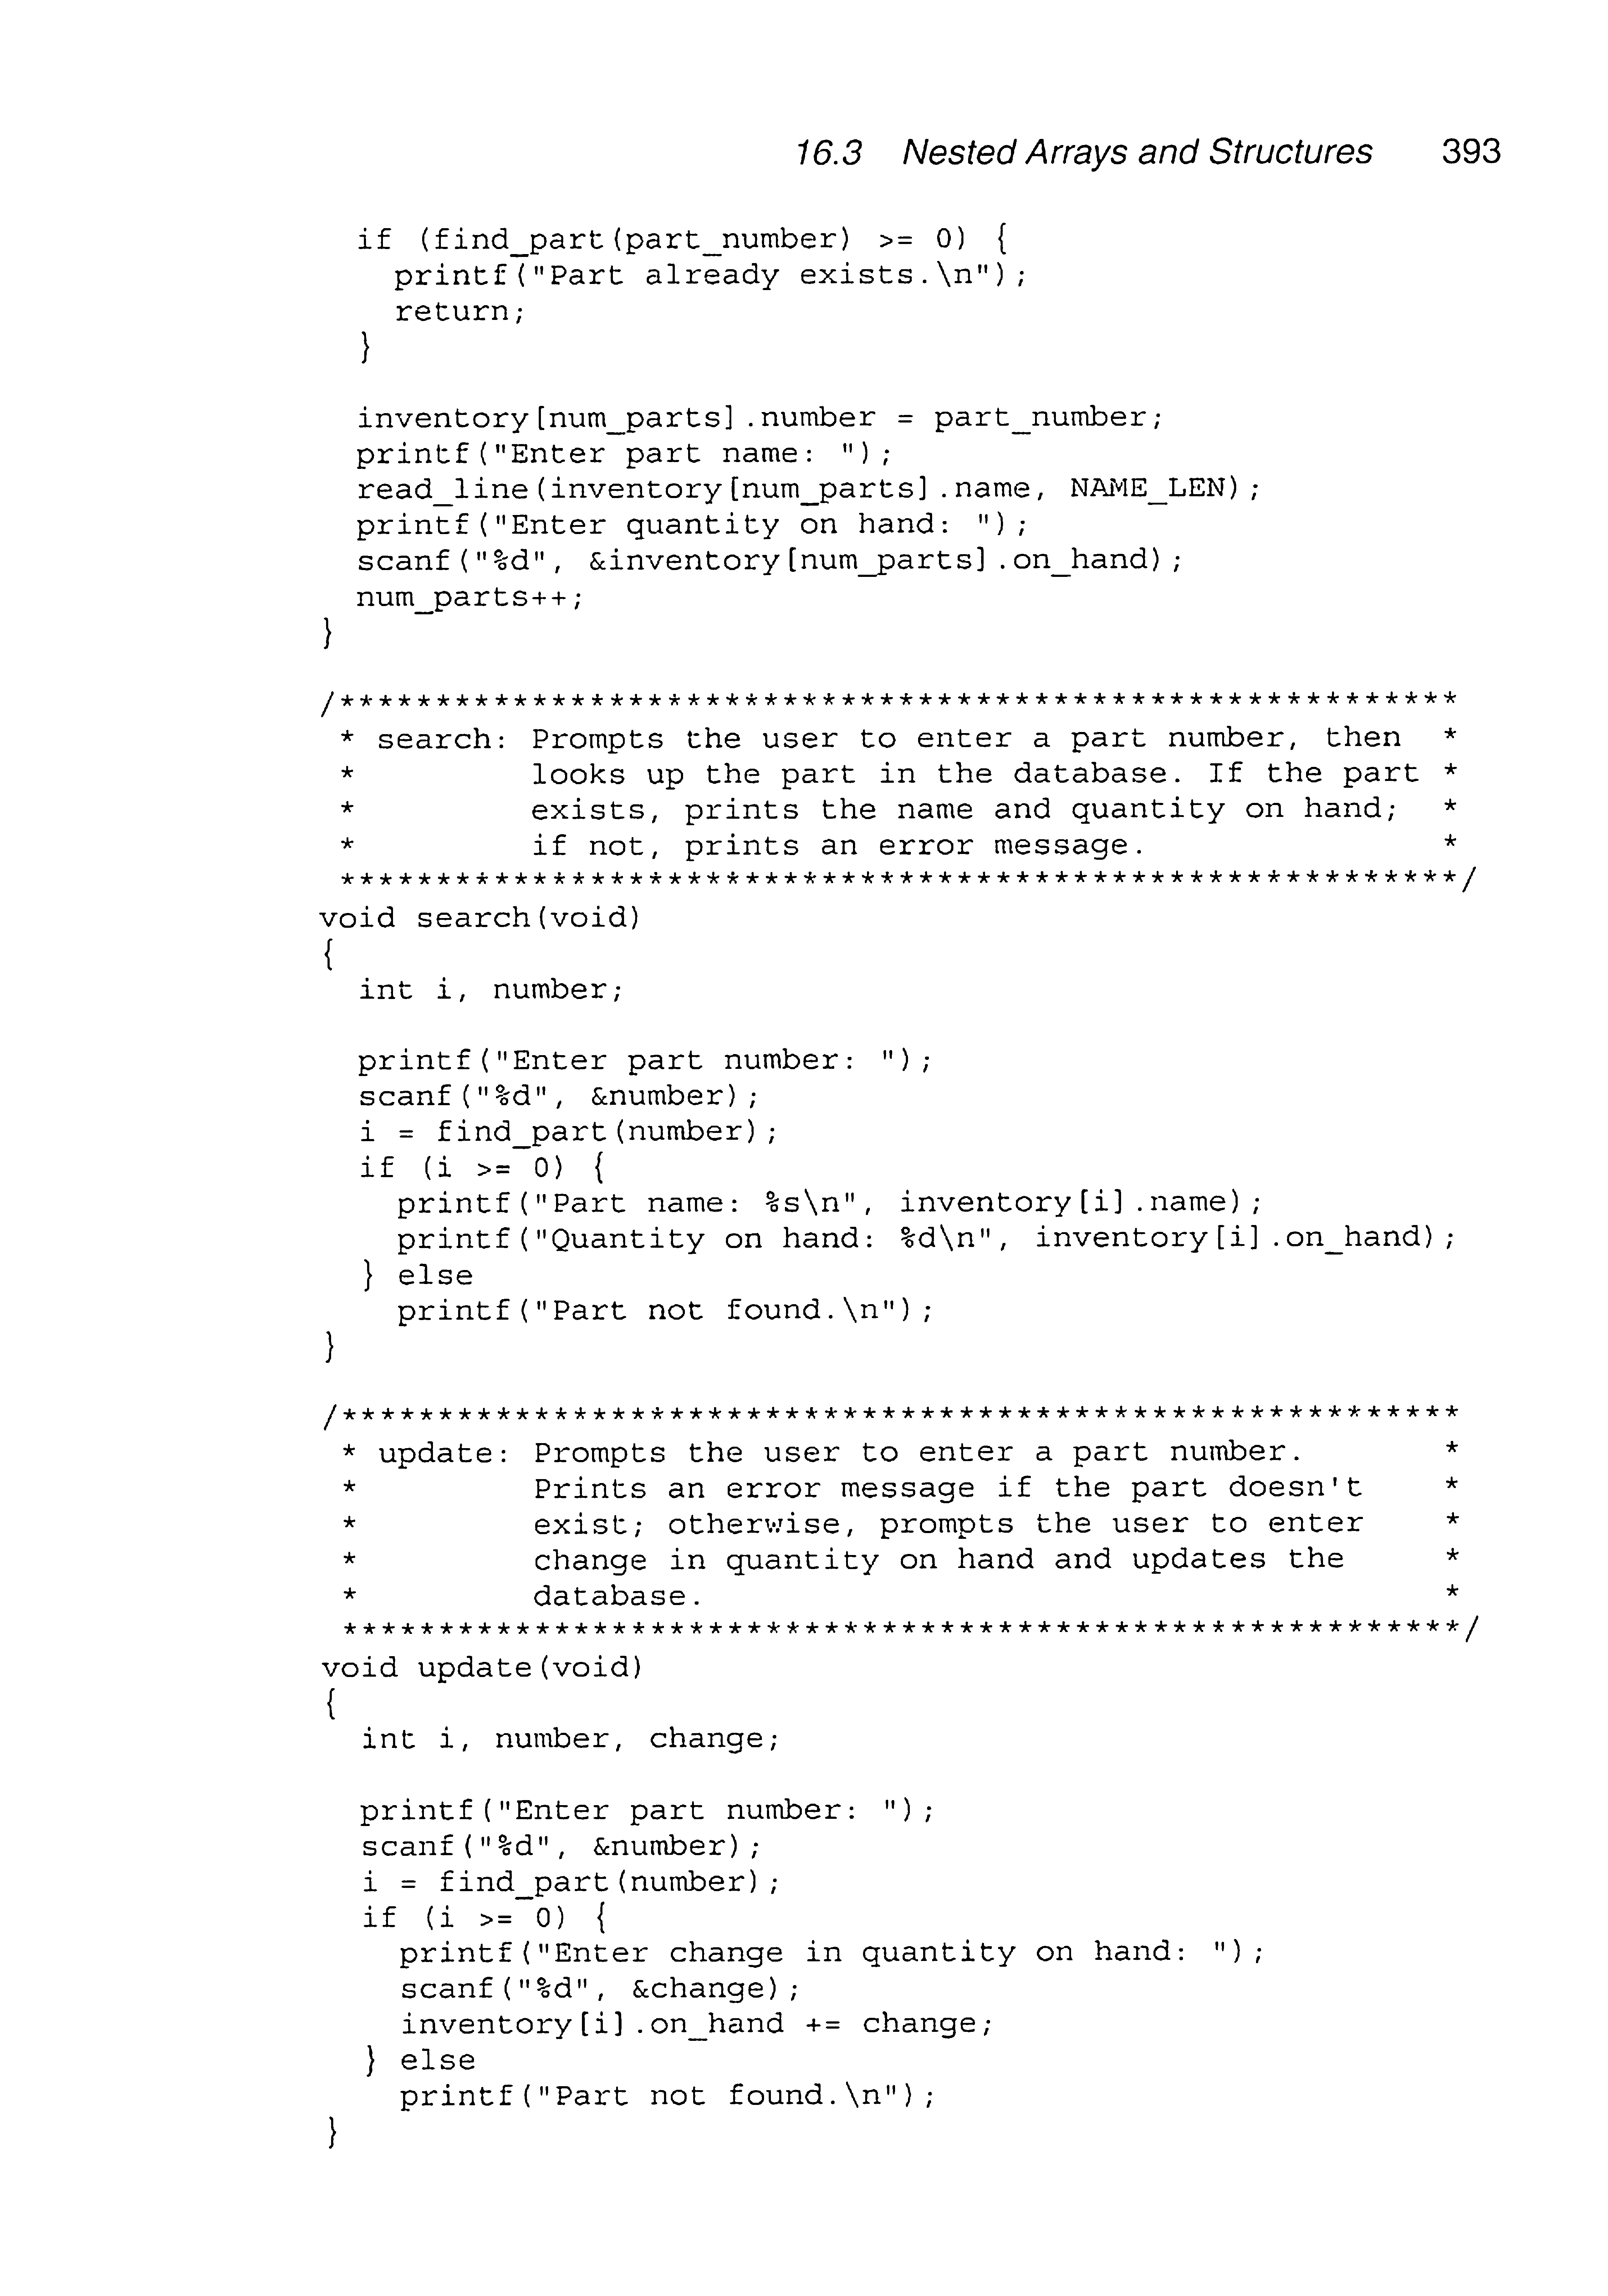 16.3 Nested Arrays and Structures 393
if (find_part(part_number) >= 0) {
  printf("Part already exists.\n");
  return;
}
inventory[num_parts].number = part_number;
printf("Enter part name: ");
read_line(inventory[num_parts].name, NAME_LEN);
printf("Enter quantity on hand: ");
scanf("%d", &inventory[num_parts].on_hand);
num_parts++;
}
/**********************************************************
 * search: Prompts the user to enter a part number, then  *
 *         looks up the part in the database. If the part *
 *         exists, prints the name and quantity on hand;  *
 *         if not, prints an error message.               *
 **********************************************************/
void search(void)
{
  int i, number;
  printf("Enter part number: ");
  scanf("%d", &number);
  i = find_part(number);
  if (i >= 0) {
    printf("Part name: %s\n", inventory[i].name);
    printf("Quantity on hand: %d\n", inventory[i].on_hand);
  } else
    printf("Part not found.\n");
}
/**********************************************************
 * update: Prompts the user to enter a part number.       *
 *         Prints an error message if the part doesn't    *
 *         exist; otherwise, prompts the user to enter    *
 *         change in quantity on hand and updates the     *
 *         database.                                      *
 **********************************************************/
void update(void)
{
  int i, number, change;
  printf("Enter part number: ");
  scanf("%d", &number);
  i = find_part(number);
  if (i >= 0) {
    printf("Enter change in quantity on hand: ");
    scanf("%d", &change);
    inventory[i].on_hand += change;
  } else
    printf("Part not found.\n");
}